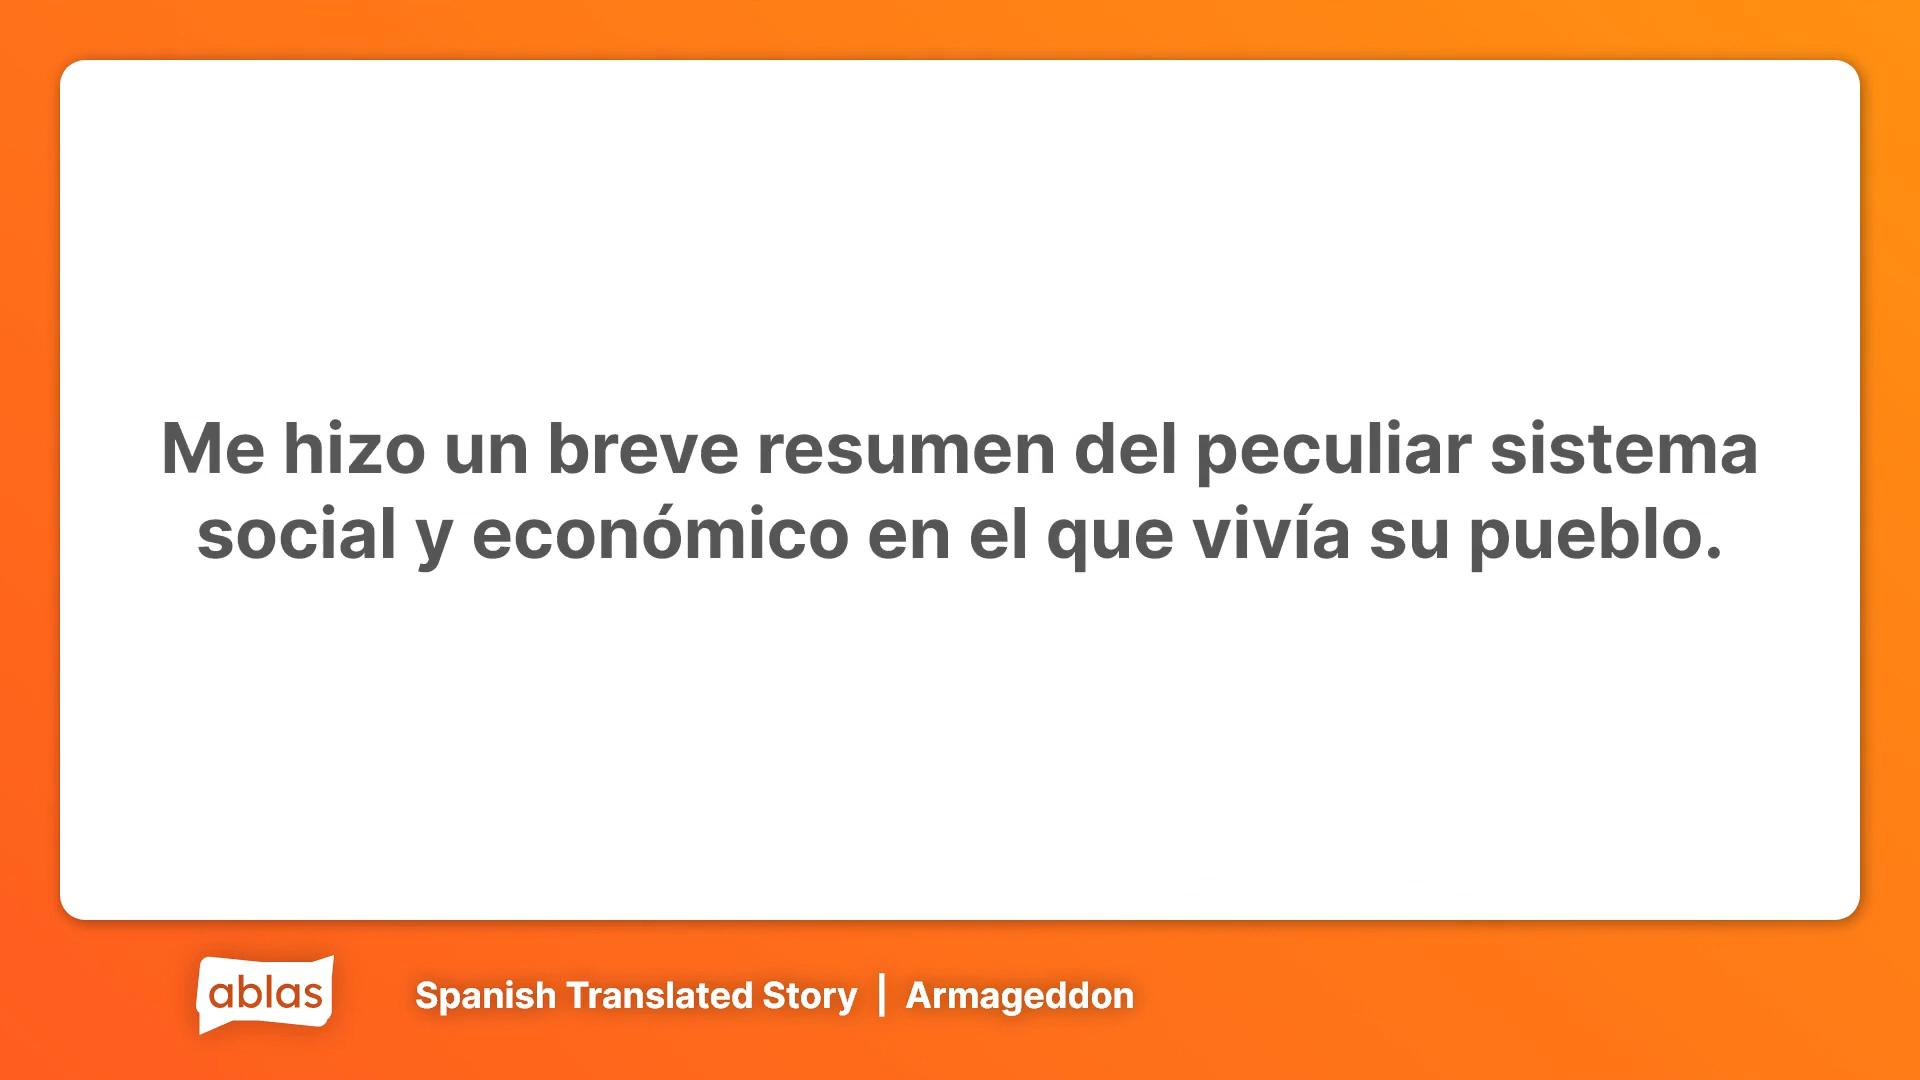 Me hizo un breve resumen del peculiar sistema
social y económico en el que vivía su pueblo.
ablas
Spanish Translated Story | Armageddon